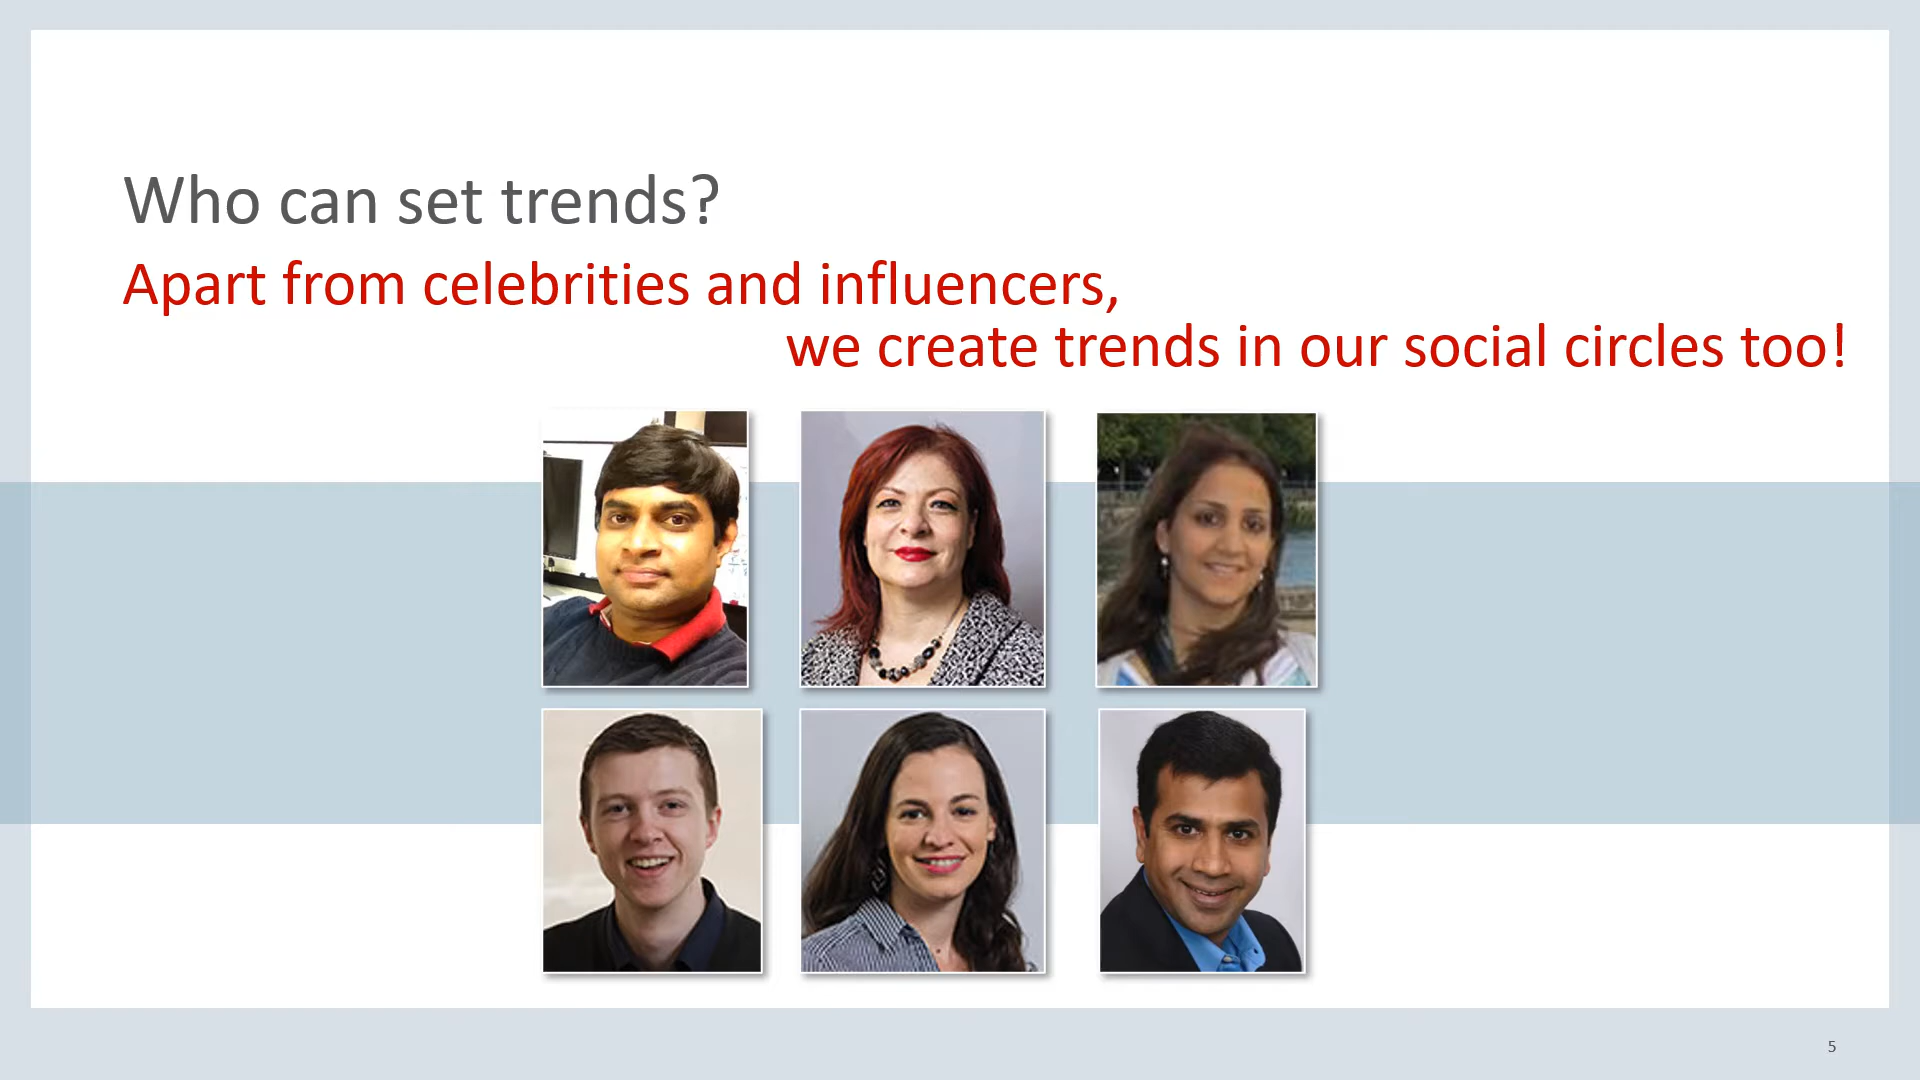 Who can set trends?
Apart from celebrities and influencers,
we create trends in our social circles too!
5